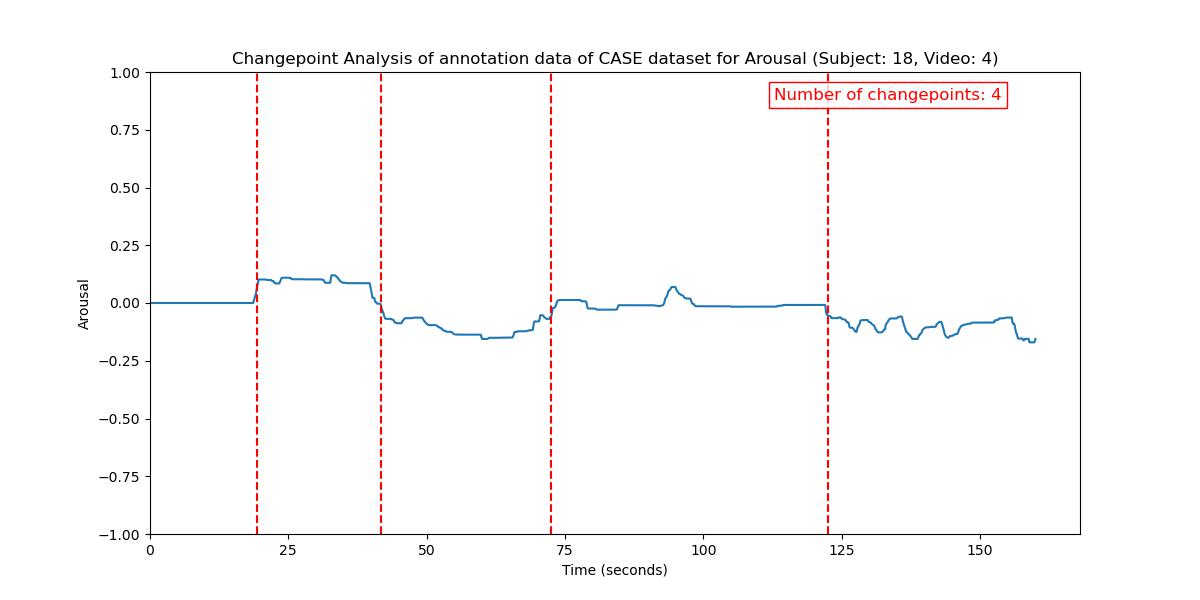 Changepoint Analysis of annotation data of CASE dataset for Arousal (Subject: 18, Video: 4)
Number of changepoints: 4
1.00
0.75
0.50
0.25
0.00
−0.25
−0.50
−0.75
−1.00
Arousal
0 25 50 75 100 125 150
Time (seconds)